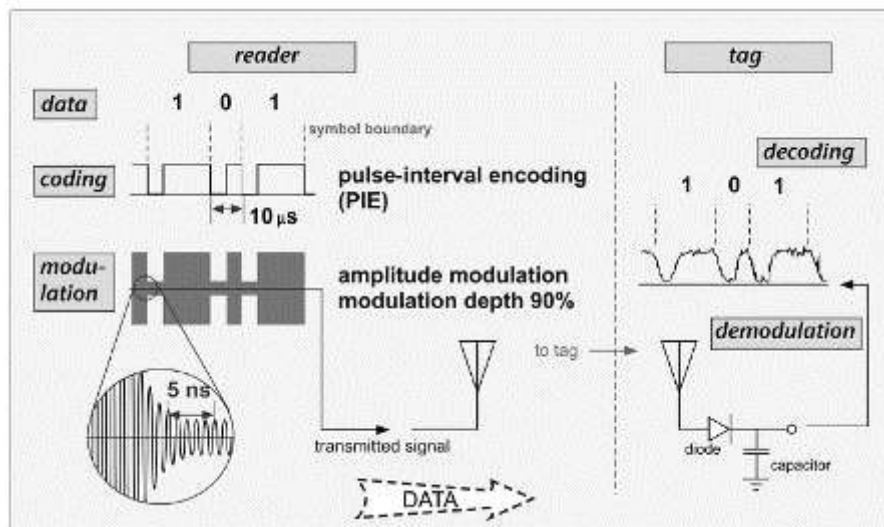 reader
tag
data
1 0 1
symbol boundary
decoding
coding
pulse-interval encoding
(PIE)
1 0 1
10 μs
modu-
lation
amplitude modulation
modulation depth 90%
demodulation
to tag
5 ns
transmitted signal
diode
capacitor
DATA